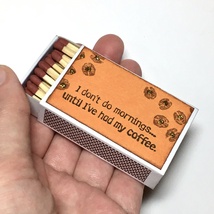 I don't do mornings...
until I've had my coffee.